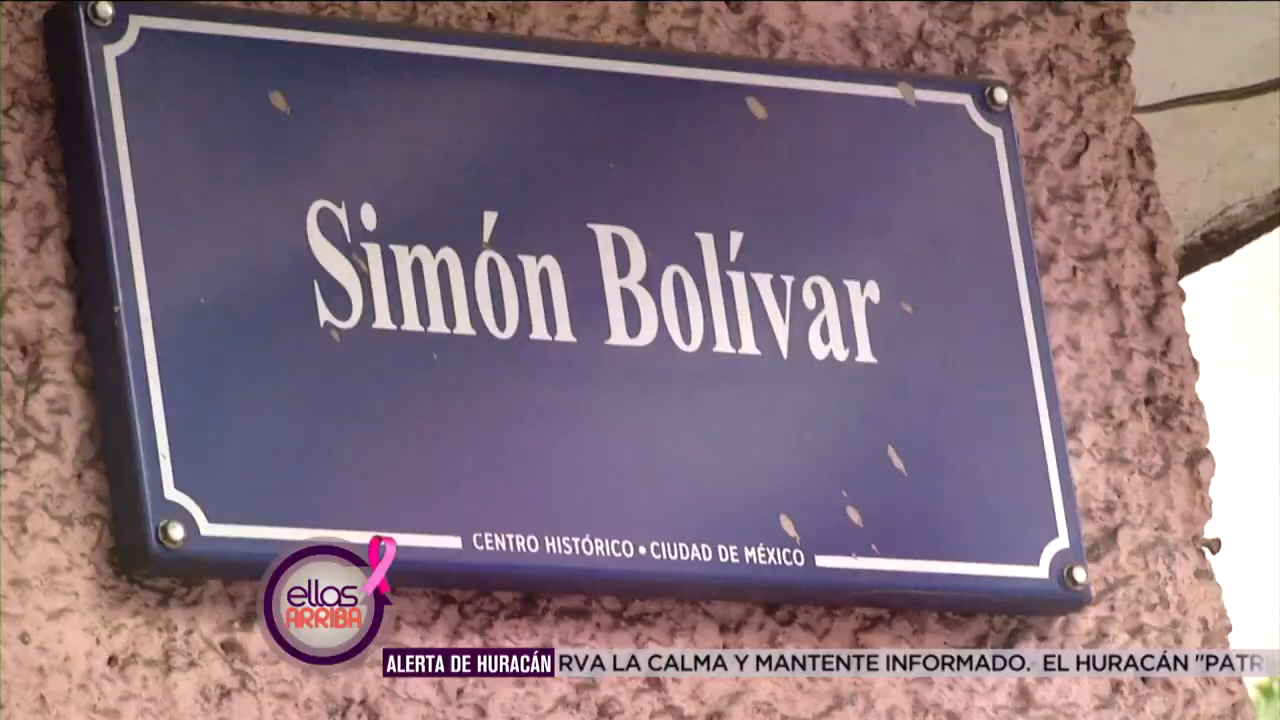 Simón Bolívar
CENTRO HISTÓRICO • CIUDAD DE MÉXICO
ellas
ARRIBA
ALERTA DE HURACÁN
RVA LA CALMA Y MANTENTE INFORMADO. EL HURACÁN "PATRI